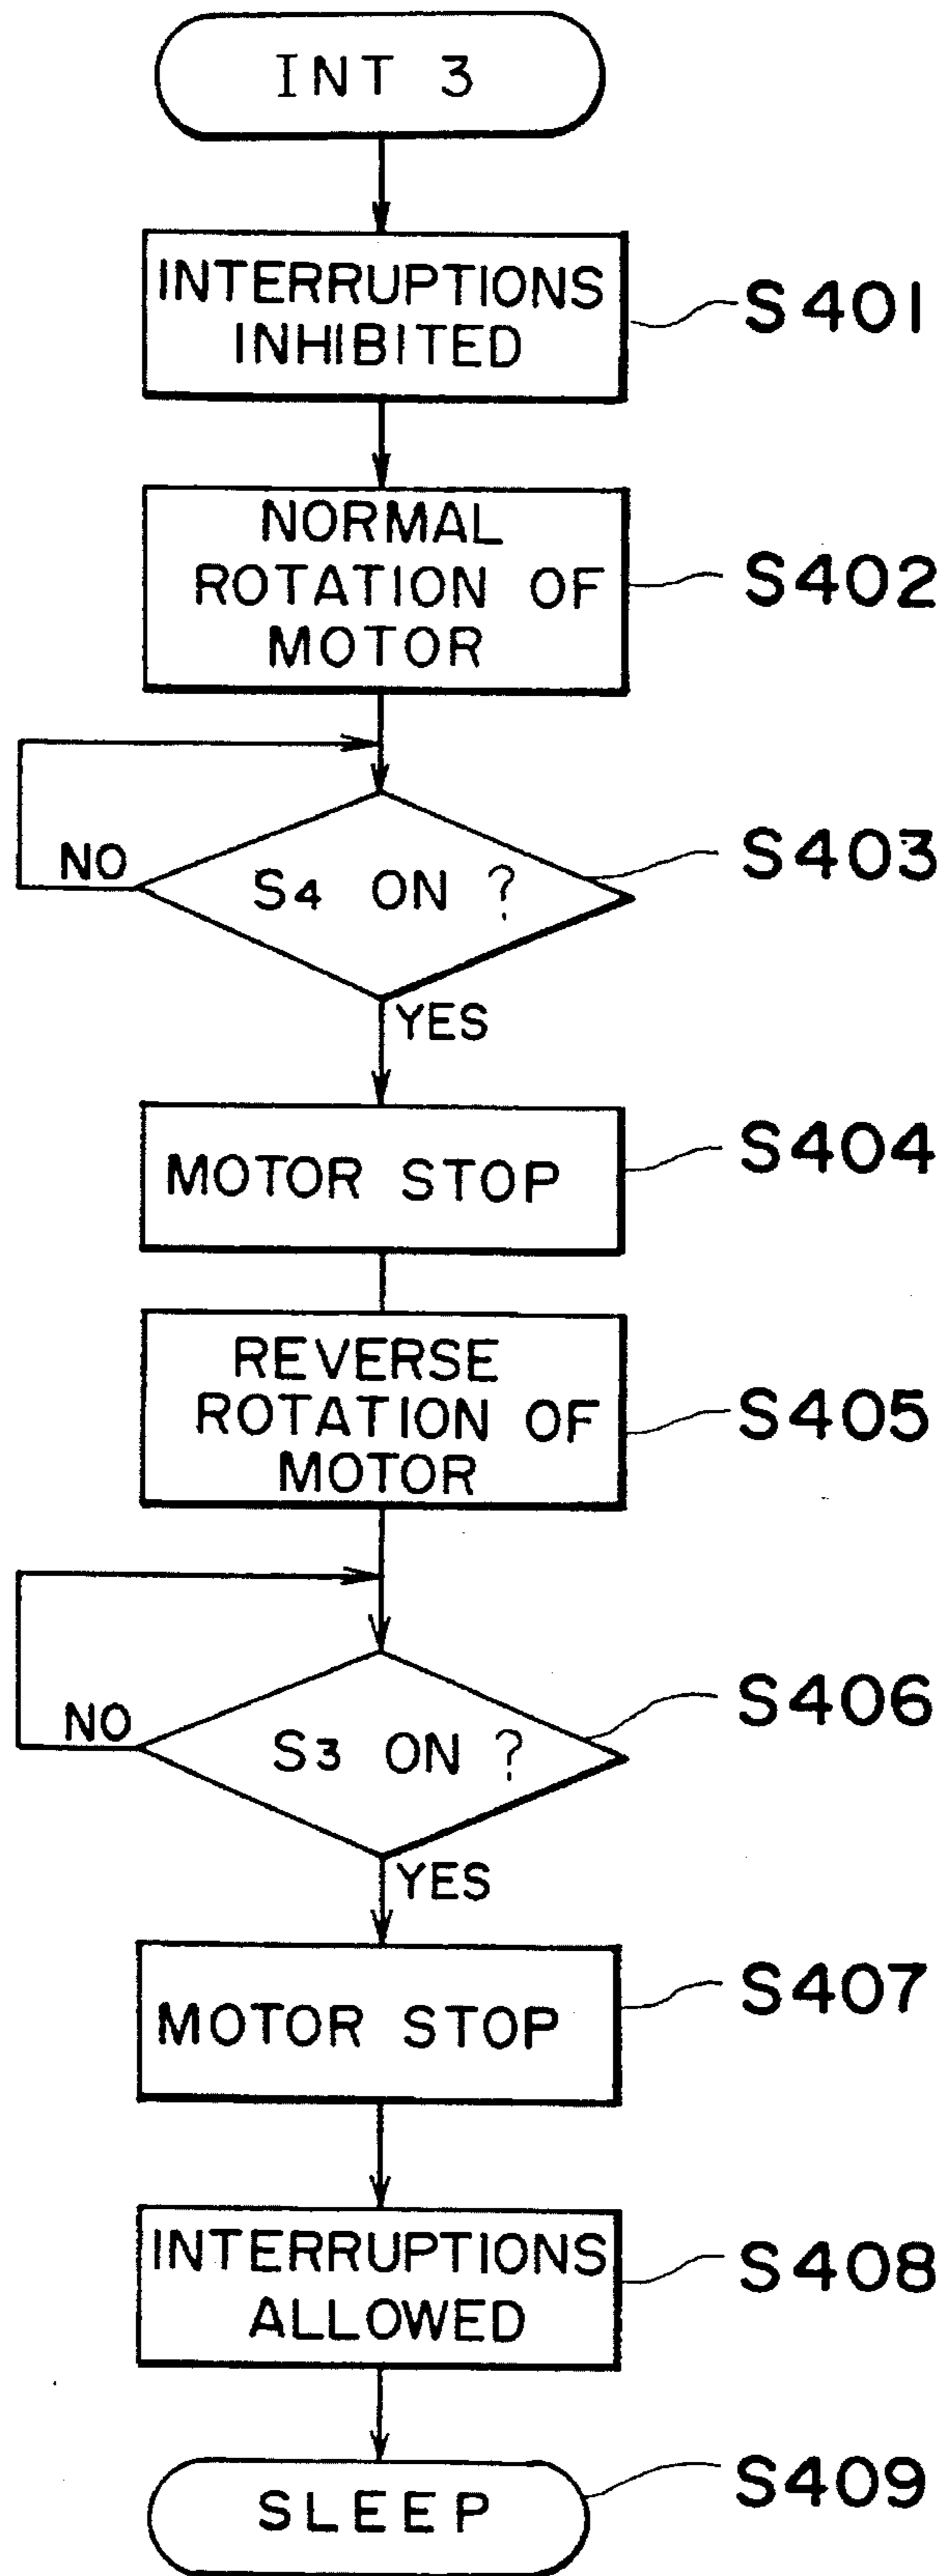 INT 3
INTERRUPTIONS
INHIBITED
S401
NORMAL
ROTATION OF
MOTOR
S402
NO
S4 ON ?
S403
YES
MOTOR STOP
S404
REVERSE
ROTATION OF
MOTOR
S405
NO
S3 ON ?
S406
YES
MOTOR STOP
S407
INTERRUPTIONS
ALLOWED
S408
SLEEP
S409